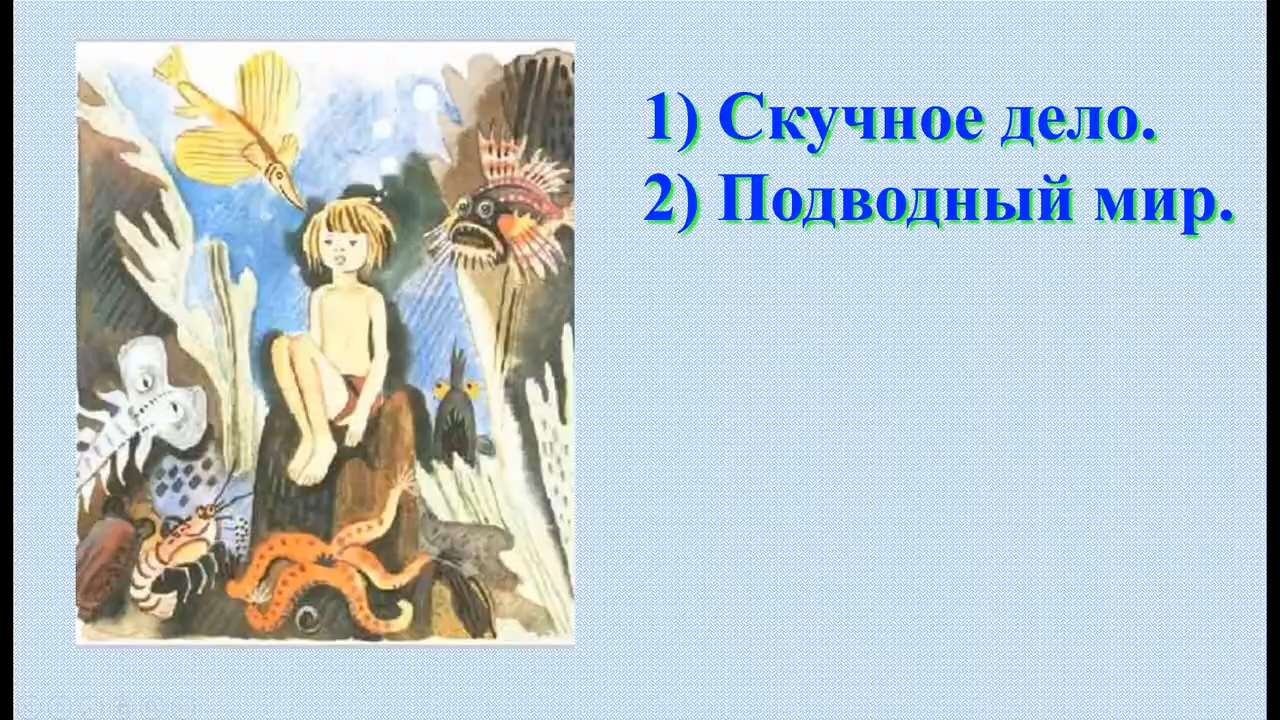 1) Скучное дело.
2) Подводный мир.